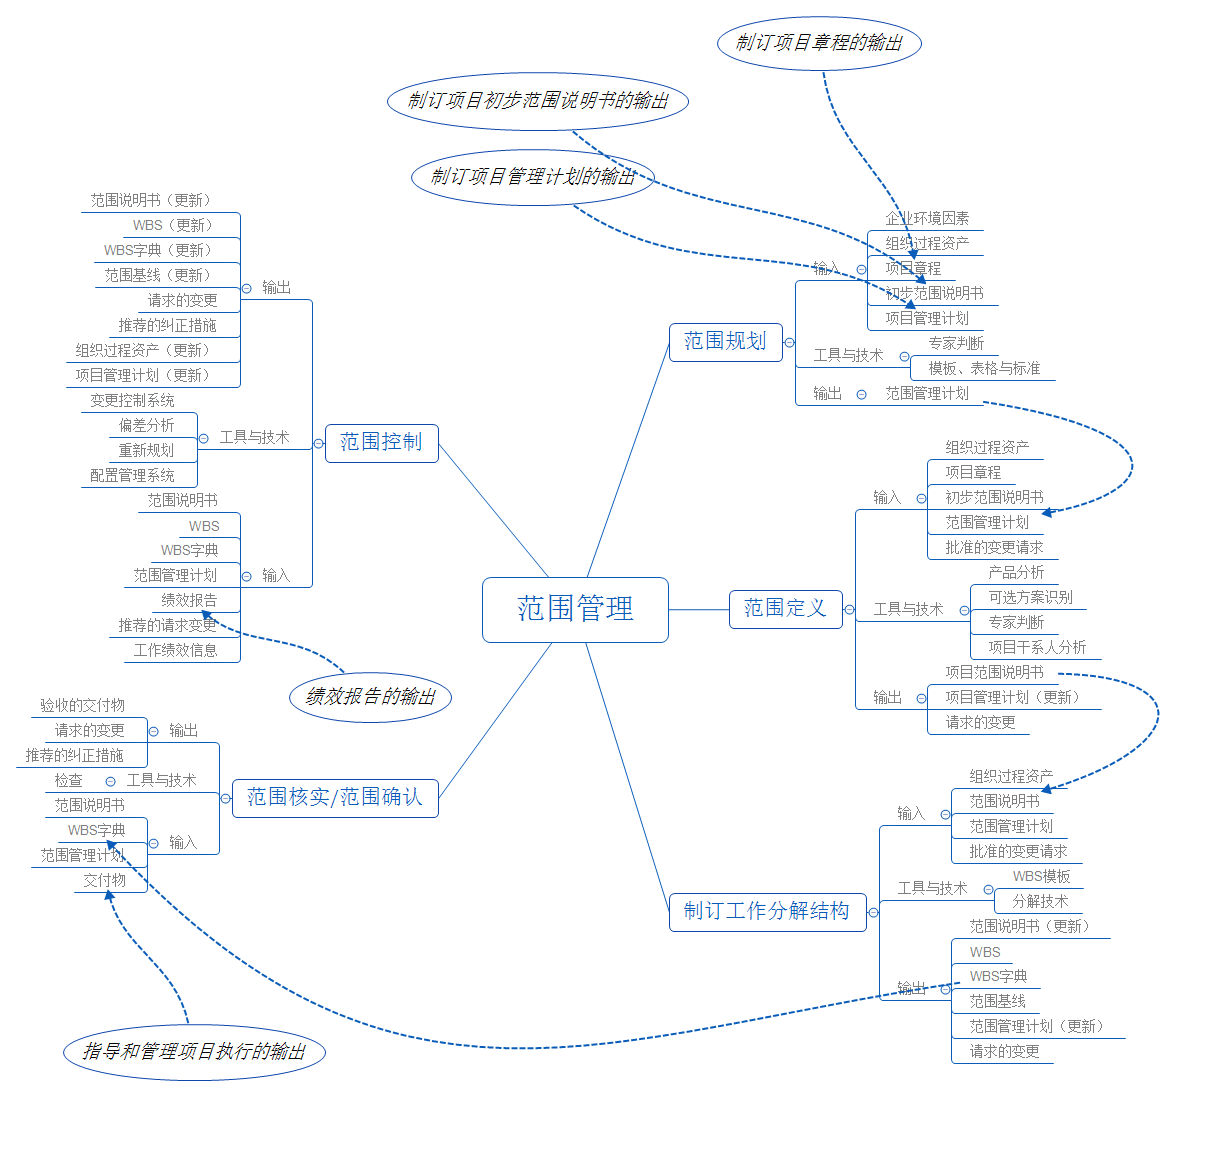 制订项目章程的输出
制订项目初步范围说明书的输出
制订项目管理计划的输出
范围管理
范围规划
输入
企业环境因素
组织过程资产
项目章程
初步范围说明书
项目管理计划
工具与技术
专家判断
模板、表格与标准
输出
范围管理计划
范围定义
输入
组织过程资产
项目章程
初步范围说明书
范围管理计划
批准的变更请求
工具与技术
产品分析
可选方案识别
专家判断
项目干系人分析
输出
项目范围说明书
项目管理计划（更新）
请求的变更
制订工作分解结构
输入
组织过程资产
范围说明书
范围管理计划
批准的变更请求
工具与技术
WBS模板
分解技术
输出
范围说明书（更新）
WBS
WBS字典
范围基线
范围管理计划（更新）
请求的变更
范围控制
输出
范围说明书（更新）
WBS（更新）
WBS字典（更新）
范围基线（更新）
请求的变更
推荐的纠正措施
组织过程资产（更新）
项目管理计划（更新）
工具与技术
变更控制系统
偏差分析
重新规划
配置管理系统
输入
范围说明书
WBS
WBS字典
范围管理计划
绩效报告
推荐的请求变更
工作绩效信息
绩效报告的输出
范围核实/范围确认
输出
验收的交付物
请求的变更
推荐的纠正措施
工具与技术
检查
输入
范围说明书
WBS字典
范围管理计划
交付物
指导和管理项目执行的输出